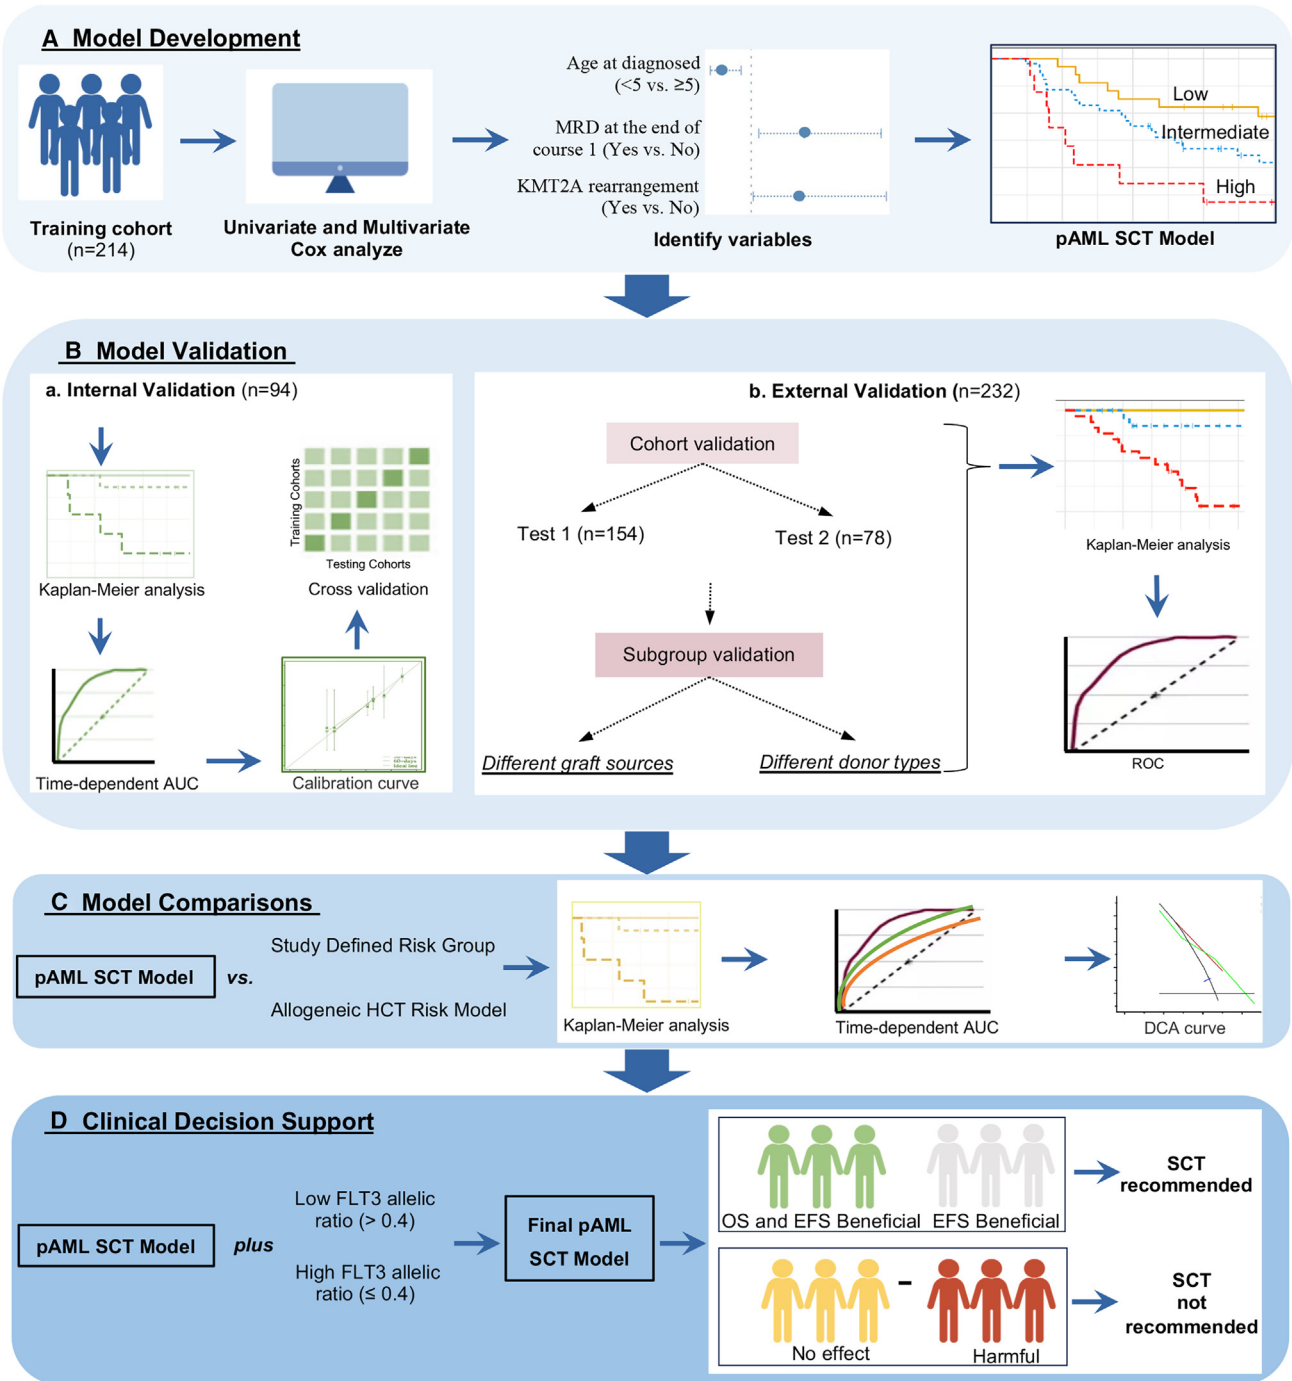 A Model Development
Age at diagnosed
(<5 vs. ≥5)
MRD at the end of
course 1 (Yes vs. No)
KMT2A rearrangement
(Yes vs. No)
Low
Intermediate
High
Training cohort
(n=214)
Univariate and Multivariate
Cox analyze
Identify variables
pAML SCT Model
B Model Validation
a. Internal Validation (n=94)
Kaplan-Meier analysis
Training Cohorts
Testing Cohorts
Cross validation
Time-dependent AUC
Calibration curve
b. External Validation (n=232)
Cohort validation
Test 1 (n=154)
Test 2 (n=78)
Subgroup validation
Different graft sources
Different donor types
Kaplan-Meier analysis
ROC
C Model Comparisons
pAML SCT Model
vs.
Study Defined Risk Group
Allogeneic HCT Risk Model
Kaplan-Meier analysis
Time-dependent AUC
DCA curve
D Clinical Decision Support
pAML SCT Model
plus
Low FLT3 allelic
ratio (> 0.4)
High FLT3 allelic
ratio (≤ 0.4)
Final pAML
SCT Model
OS and EFS Beneficial
EFS Beneficial
SCT
recommended
No effect
-
Harmful
SCT
not
recommended